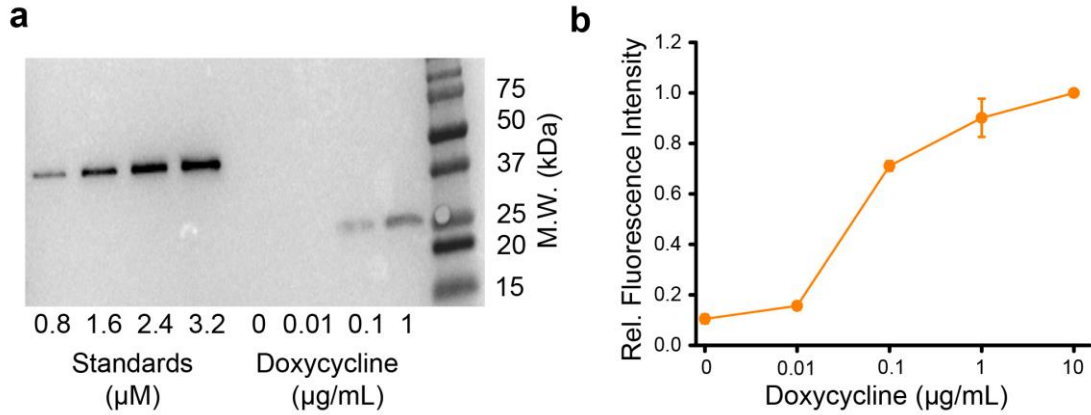 a
75
50
37
25
20
15
M.W. (kDa)
0.8 1.6 2.4 3.2 0 0.01 0.1 1
Standards Doxycycline
(µM) (µg/mL)
b
1.2
1.0
0.8
0.6
0.4
0.2
0.0
Rel. Fluorescence Intensity
0 0.01 0.1 1 10
Doxycycline (µg/mL)